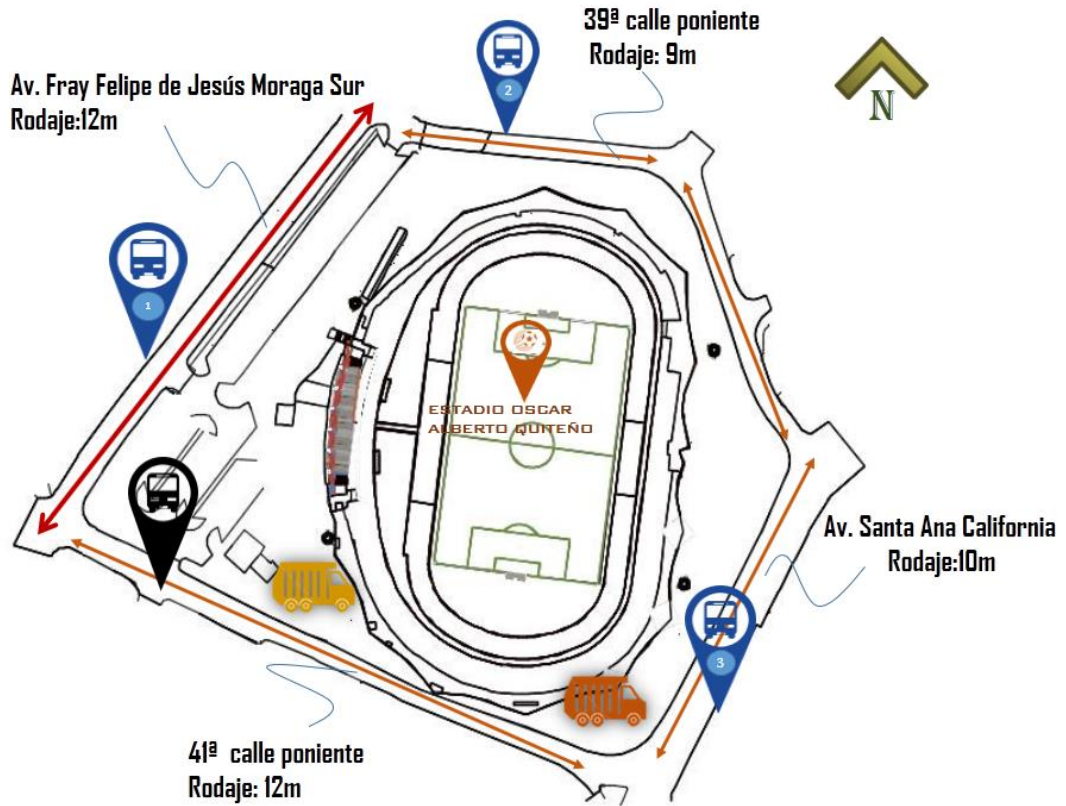 39ª calle poniente
Rodaje: 9m
Av. Fray Felipe de Jesús Moraga Sur
Rodaje:12m
2
N
1
ESTADIO OSCAR
ALBERTO QUITEÑO
Av. Santa Ana California
Rodaje:10m
3
41ª calle poniente
Rodaje: 12m